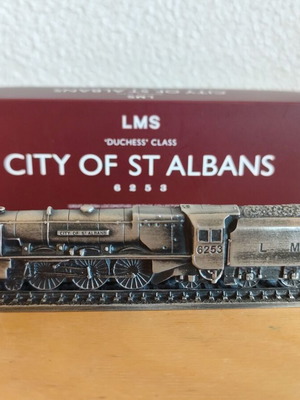 LMS
'DUCHESS' CLASS
CITY OF ST ALBANS
6253
CITY OF ST ALBANS
6253
L M